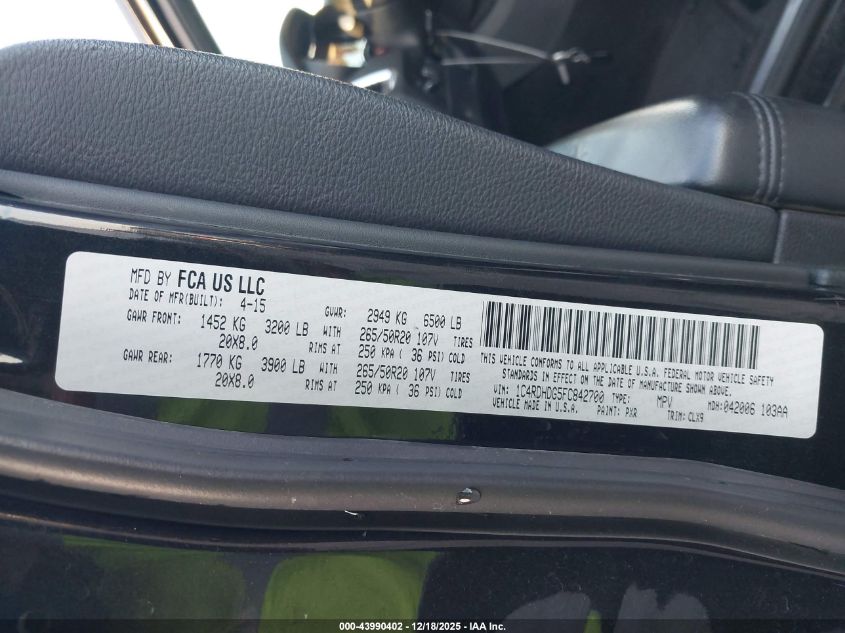 MFD BY FCA US LLC
DATE OF MFR(BUILT): 4-15 GVWR: 2949 KG 6500 LB
GAWR FRONT: 1452 KG 3200 LB WITH 265/50R20 107V TIRES
20X8.0 RIMS AT 250 KPA ( 36 PSI) COLD
GAWR REAR: 1770 KG 3900 LB WITH 265/50R20 107V TIRES
20X8.0 RIMS AT 250 KPA ( 36 PSI) COLD
THIS VEHICLE CONFORMS TO ALL APPLICABLE U.S.A. FEDERAL MOTOR VEHICLE SAFETY
STANDARDS IN EFFECT ON THE DATE OF MANUFACTURE SHOWN ABOVE.
VIN: 1C4RDHDG5FC842700 TYPE: MPV MDH:042006 103AA
VEHICLE MADE IN U.S.A. PAINT: PXR TRIM: CLX9
000-43990402 - 12/18/2025 - IAA Inc.